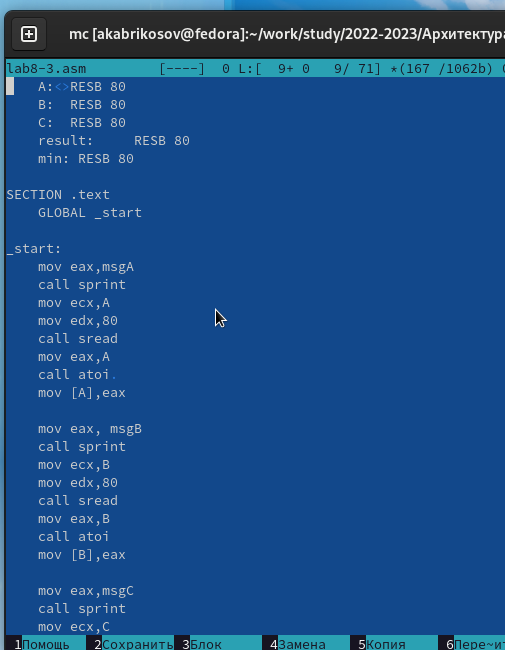 mc [akabrikosov@fedora]:~/work/study/2022-2023/Архитектура
lab8-3.asm [----] 0 L:[ 9+ 0 9/ 71] *(167 /1062b)
A:<>RESB 80
B: RESB 80
C: RESB 80
result: RESB 80
min: RESB 80
SECTION .text
GLOBAL _start
_start:
mov eax,msgA
call sprint
mov ecx,A
mov edx,80
call sread
mov eax,A
call atoi.
mov [A],eax
mov eax, msgB
call sprint
mov ecx,B
mov edx,80
call sread
mov eax,B
call atoi
mov [B],eax
mov eax,msgC
call sprint
mov ecx,C
1Помощь 2Сохранить 3Блок 4Замена 5Копия 6Пере~ит